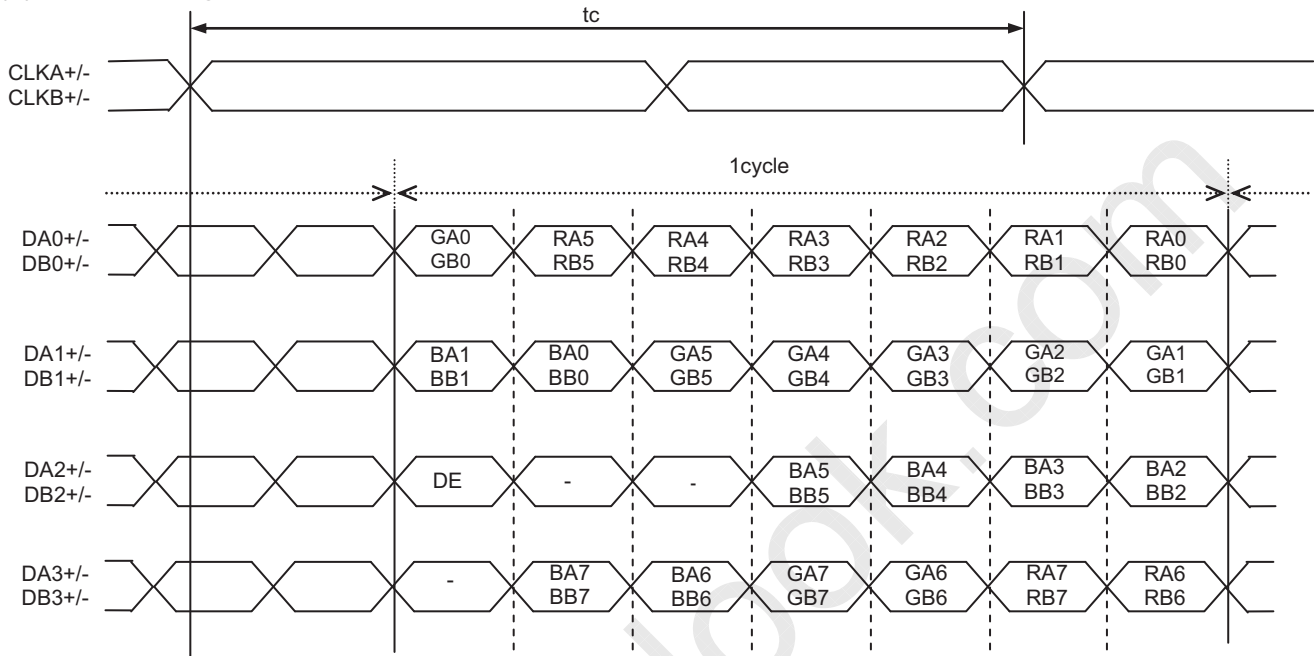 tc
CLKA+/-
CLKB+/-
1cycle
DA0+/-
DB0+/-
GA0 RA5 RA4 RA3 RA2 RA1 RA0
GB0 RB5 RB4 RB3 RB2 RB1 RB0
DA1+/-
DB1+/-
BA1 BA0 GA5 GA4 GA3 GA2 GA1
BB1 BB0 GB5 GB4 GB3 GB2 GB1
DA2+/-
DB2+/-
DE - - BA5 BA4 BA3 BA2
BB5 BB4 BB3 BB2
DA3+/-
DB3+/-
- BA7 BA6 GA7 GA6 RA7 RA6
BB7 BB6 GB7 GB6 RB7 RB6
look.com